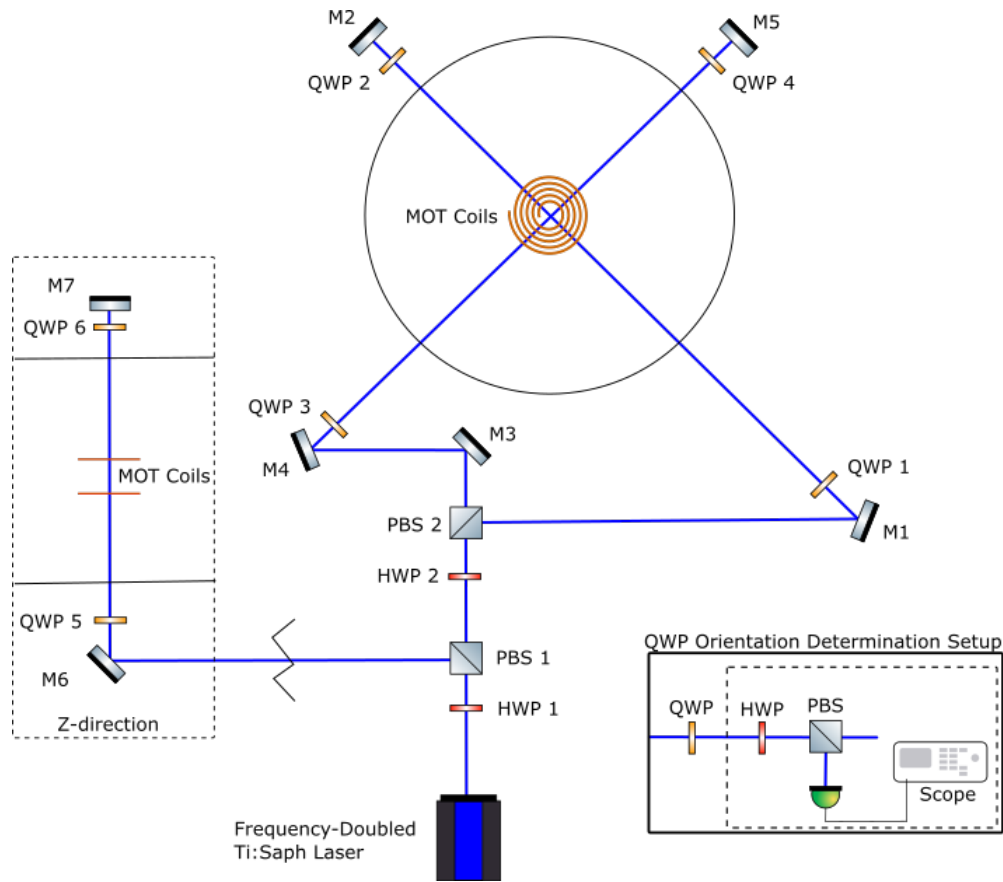 M2
M5
QWP 2
QWP 4
MOT Coils
M7
QWP 6
QWP 3
M3
MOT Coils
M4
QWP 1
PBS 2
M1
HWP 2
QWP 5
QWP Orientation Determination Setup
PBS 1
M6
QWP
HWP
PBS
HWP 1
Z-direction
Scope
Frequency-Doubled
Ti:Saph Laser